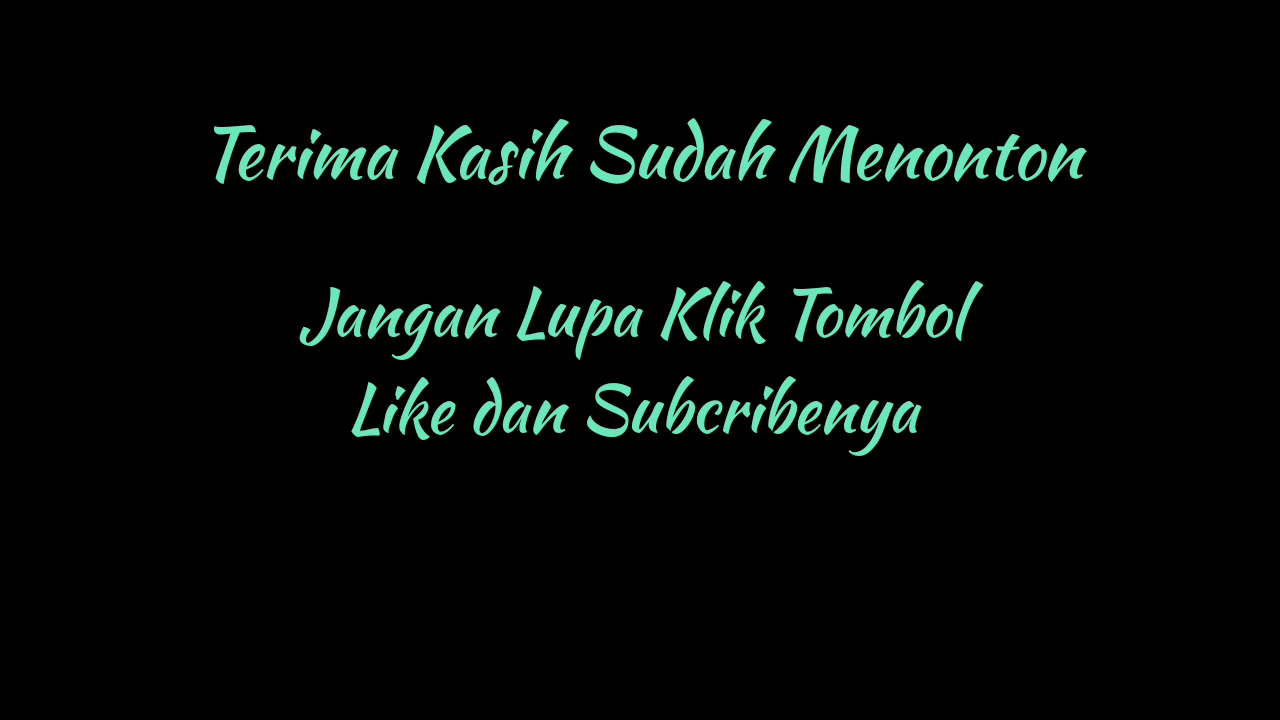 Terima Kasih Sudah Menonton
Jangan Lupa Klik Tombol
Like dan Subcribenya